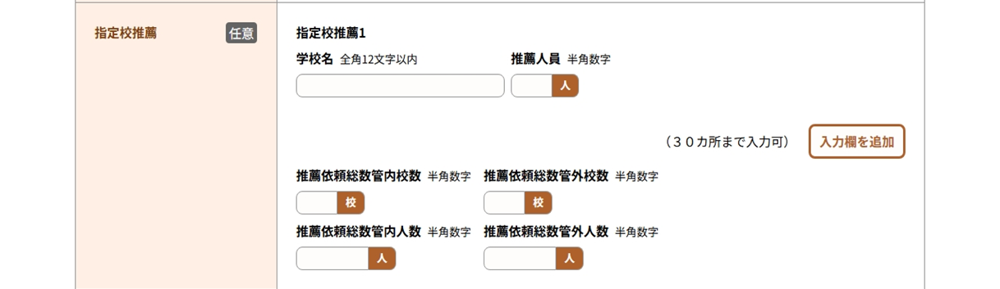 指定校推薦 任意 指定校推薦1
学校名 全角12文字以内 推薦人員 半角数字
人
（３０カ所まで入力可） 入力欄を追加
推薦依頼総数管内校数 半角数字 推薦依頼総数管外校数 半角数字
校 校
推薦依頼総数管内人数 半角数字 推薦依頼総数管外人数 半角数字
人 人